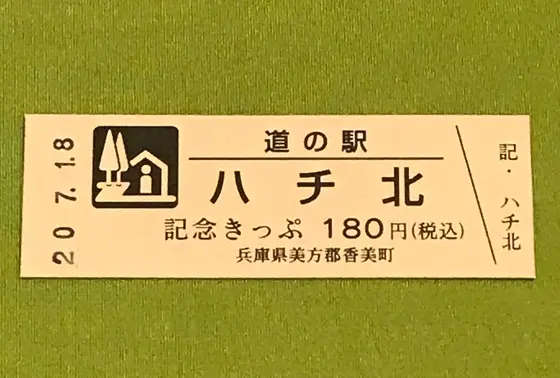 20 7. 1.8
道の駅
ハチ北
記念きっぷ 180円(税込)
兵庫県美方郡香美町
記・ハチ北